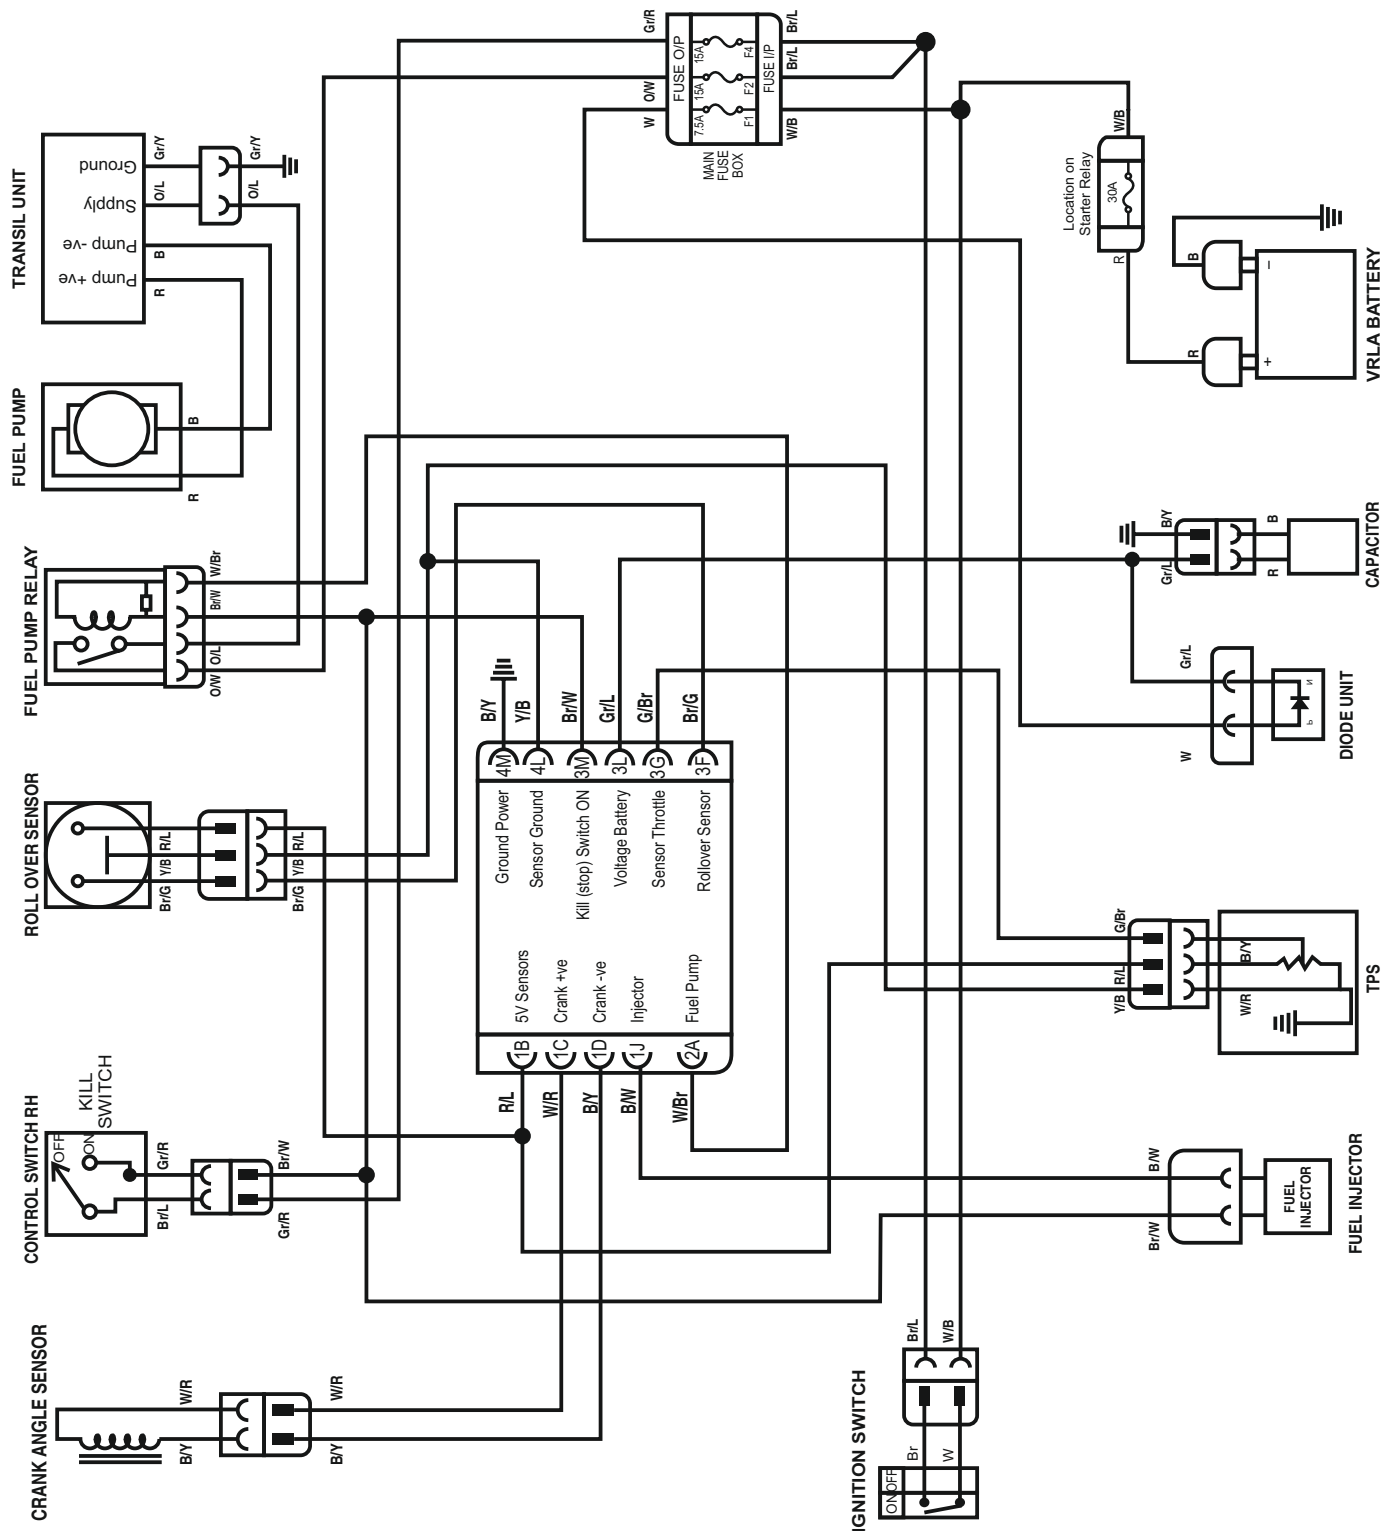 TRANSIL UNIT
Ground
Supply
Pump -ve
Pump +ve
Gr/Y
O/L
B
R
Gr/Y
O/L
FUEL PUMP
B
R
FUEL PUMP RELAY
W/Br
Br/W
O/L
O/W
ROLL OVER SENSOR
R/L
Y/B
Br/G
R/L
Y/B
Br/G
CONTROL SWITCH RH
KILL
SWITCH
OFF
ON
Gr/R
Br/L
Br/W
Gr/R
CRANK ANGLE SENSOR
W/R
B/Y
W/R
B/Y
Gr/R
O/W
W
FUSE O/P
15A
15A
7.5A
F4
F2
F1
FUSE I/P
Br/L
Br/L
W/B
MAIN
FUSE
BOX
W/B
Location on
Starter Relay
30A
R
B
R
–
+
VRLA BATTERY
B/Y
Gr/L
B
R
CAPACITOR
Gr/L
W
N
P
DIODE UNIT
B/Y
Y/B
Br/W
Gr/L
G/Br
Br/G
4M
4L
3M
3L
3G
3F
Ground Power
Sensor Ground
Kill (stop) Switch ON
Voltage Battery
Sensor Throttle
Rollover Sensor
5V Sensors
Crank +ve
Crank -ve
Injector
Fuel Pump
1B
1C
1D
1J
2A
R/L
W/R
B/Y
B/W
W/Br
G/Br
R/L
Y/B
B/Y
W/R
TPS
B/W
Br/W
FUEL
INJECTOR
FUEL INJECTOR
Br/L
W/B
Br
W
ON
OFF
IGNITION SWITCH